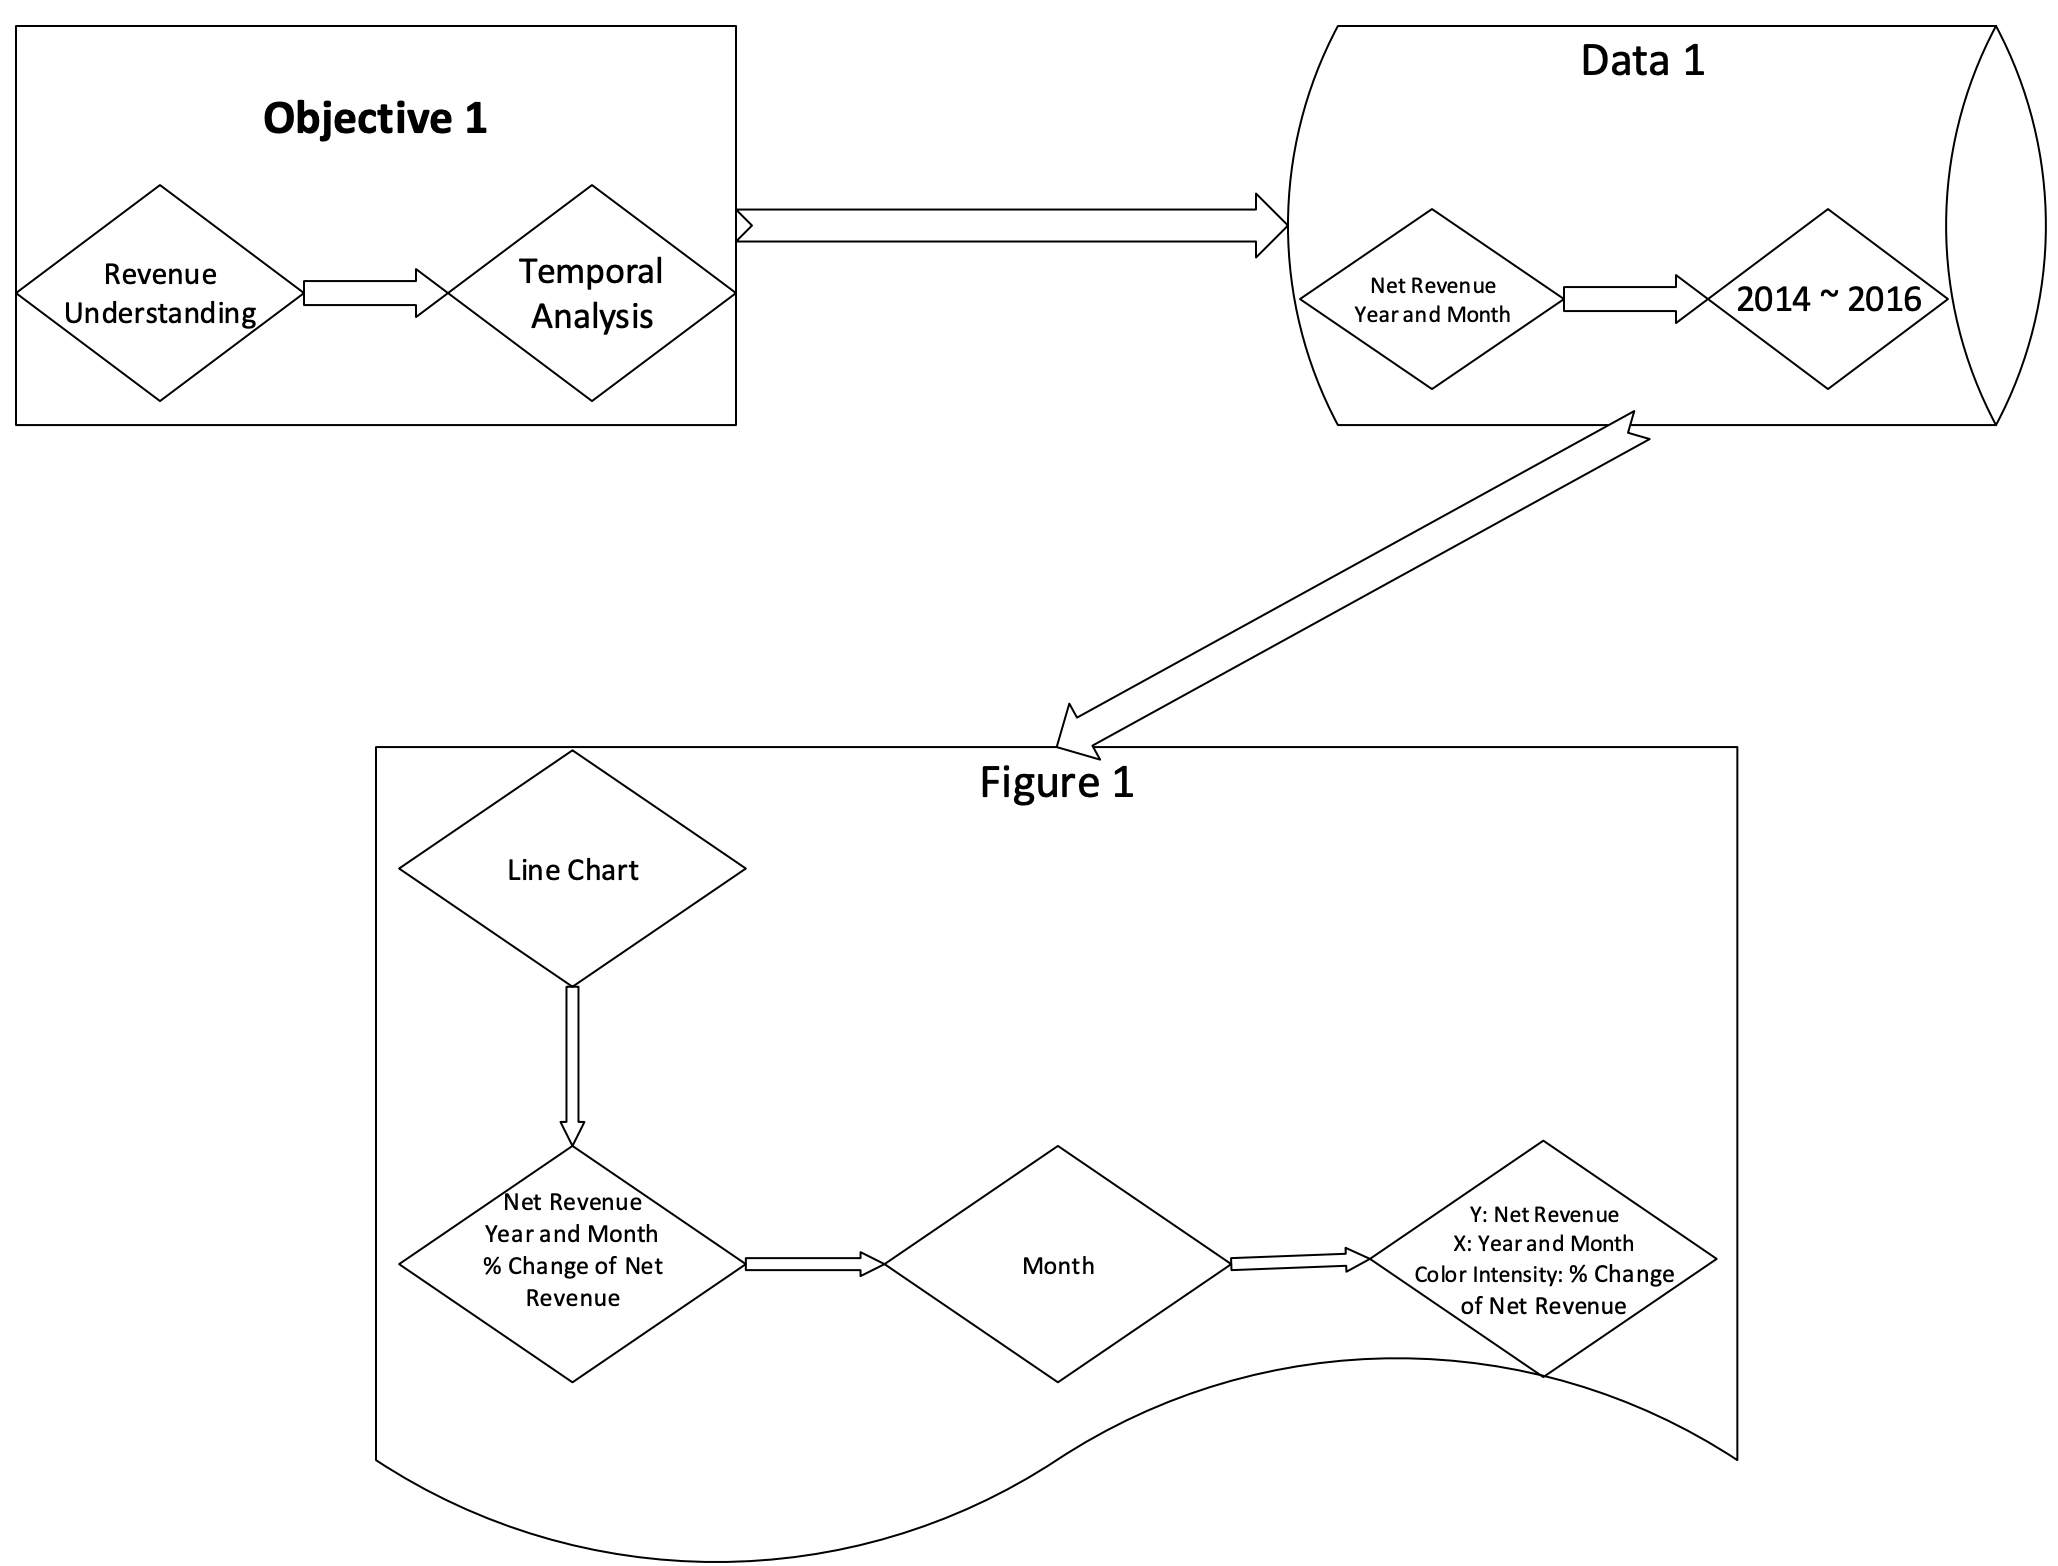 Objective 1
Revenue
Understanding
Temporal
Analysis
Data 1
Net Revenue
Year and Month
2014 ~ 2016
Figure 1
Line Chart
Net Revenue
Year and Month
% Change of Net
Revenue
Month
Y: Net Revenue
X: Year and Month
Color Intensity: % Change
of Net Revenue